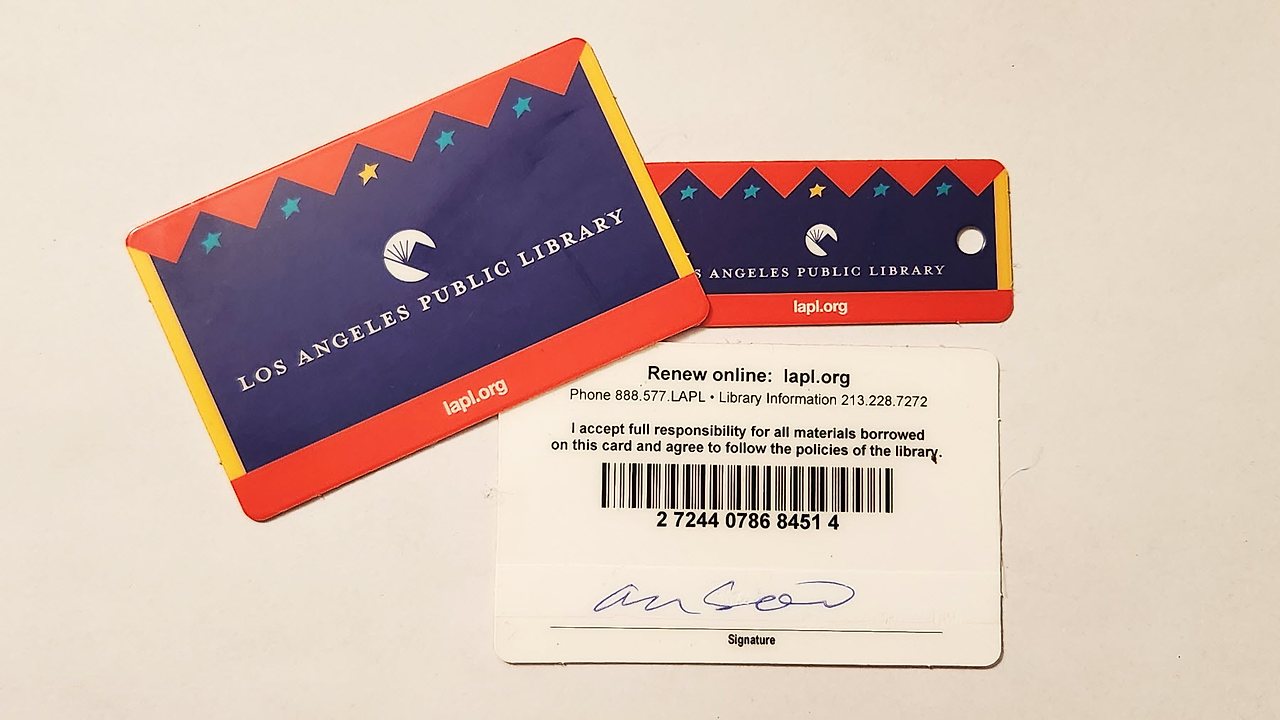 LOS ANGELES PUBLIC LIBRARY
lapl.org
S ANGELES PUBLIC LIBRARY
lapl.org
Renew online: lapl.org
Phone 888.577.LAPL • Library Information 213.228.7272
I accept full responsibility for all materials borrowed
on this card and agree to follow the policies of the library.
2 7244 0786 8451 4
Signature